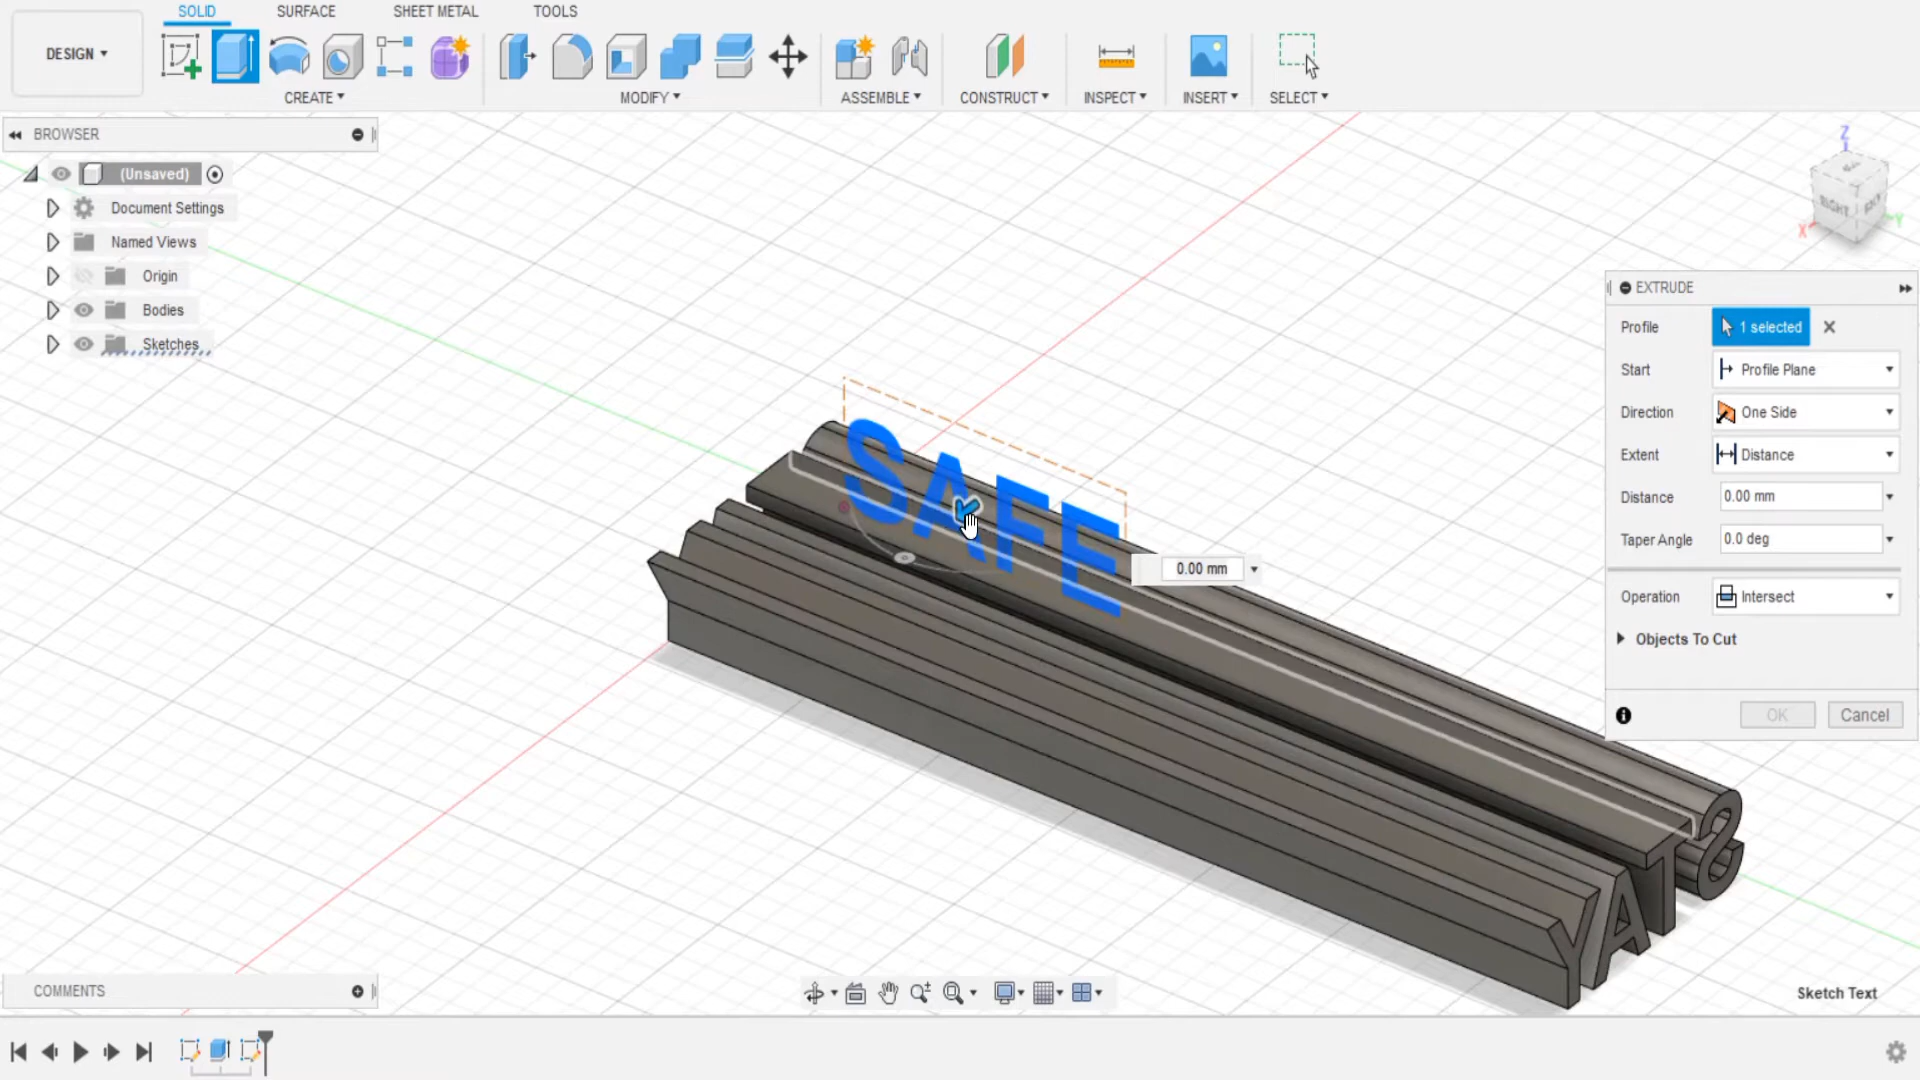 SOLID SURFACE SHEET METAL TOOLS
DESIGN
CREATE MODIFY ASSEMBLE CONSTRUCT INSPECT INSERT SELECT
BROWSER
(Unsaved)
Document Settings
Named Views
Origin
Bodies
Sketches
Z
RIGHT
X
Y
EXTRUDE
Profile 1 selected
Start Profile Plane
Direction One Side
Extent Distance
Distance 0.00 mm
Taper Angle 0.0 deg
Operation Intersect
Objects To Cut
OK Cancel
SAFE
0.00 mm
YAT&
COMMENTS
Sketch Text